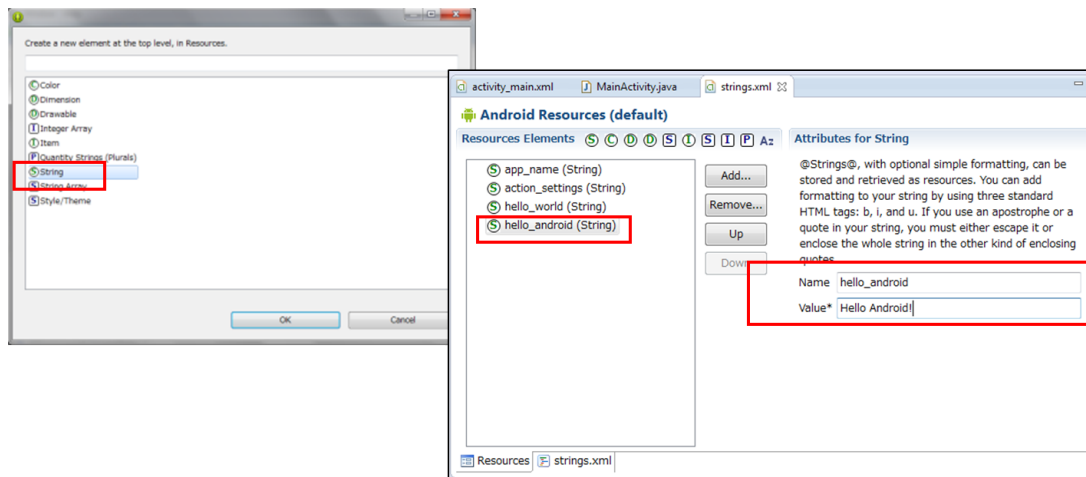 Create a new element at the top level, in Resources.
C Color
D Dimension
D Drawable
I Integer Array
I Item
P Quantity Strings (Plurals)
S String
S String Array
S Style/Theme
OK
Cancel
activity_main.xml
J MainActivity.java
strings.xml
Android Resources (default)
Resources Elements S C D D S I S I P Az
S app_name (String)
S action_settings (String)
S hello_world (String)
S hello_android (String)
Add...
Remove...
Up
Down
Resources
strings.xml
Attributes for String
@Strings@, with optional simple formatting, can be
stored and retrieved as resources. You can add
formatting to your string by using three standard
HTML tags: b, i, and u. If you use an apostrophe or a
quote in your string, you must either escape it or
enclose the whole string in the other kind of enclosing
quotes
Name hello_android
Value* Hello Android!